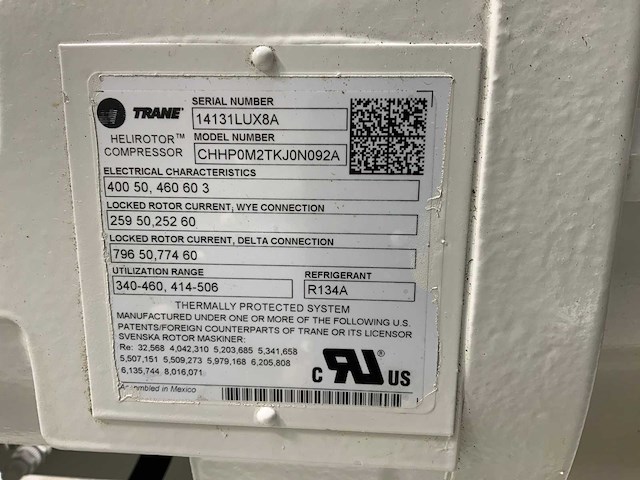 TRANE
SERIAL NUMBER
14131LUX8A
HELIROTOR™
COMPRESSOR
MODEL NUMBER
CHHP0M2TKJ0N092A
ELECTRICAL CHARACTERISTICS
400 50, 460 60 3
LOCKED ROTOR CURRENT, WYE CONNECTION
259 50,252 60
LOCKED ROTOR CURRENT, DELTA CONNECTION
796 50,774 60
UTILIZATION RANGE
340-460, 414-506
REFRIGERANT
R134A
THERMALLY PROTECTED SYSTEM
MANUFACTURED UNDER ONE OR MORE OF THE FOLLOWING U.S.
PATENTS/FOREIGN COUNTERPARTS OF TRANE OR ITS LICENSOR
SVENSKA ROTOR MASKINER:
Re: 32,568 4,042,310 5,203,685 5,341,658
5,507,151 5,509,273 5,979,168 6,205,808
6,135,744 8,016,071
Assembled in Mexico
C RU US